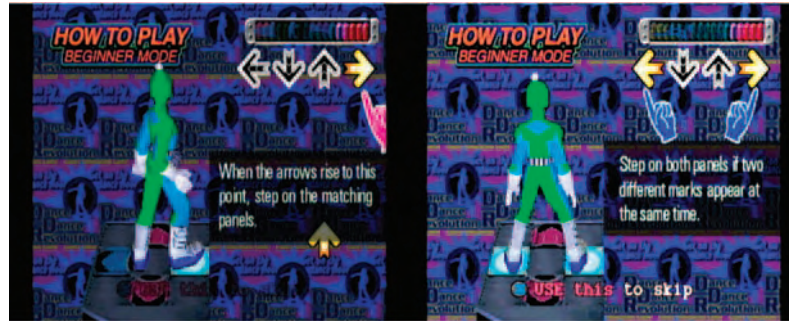 HOW TO PLAY
BEGINNER MODE
When the arrows rise to this
point, step on the matching
panels.
HOW TO PLAY
BEGINNER MODE
Step on both panels if two
different marks appear at
the same time.
USE this to skip